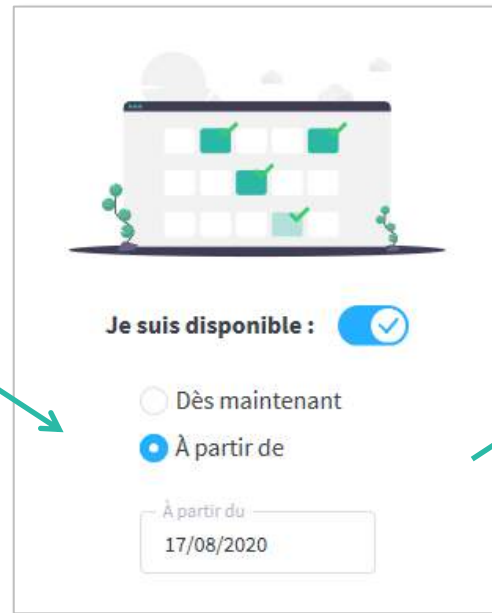 Je suis disponible :
Dès maintenant
À partir de
À partir du
17/08/2020